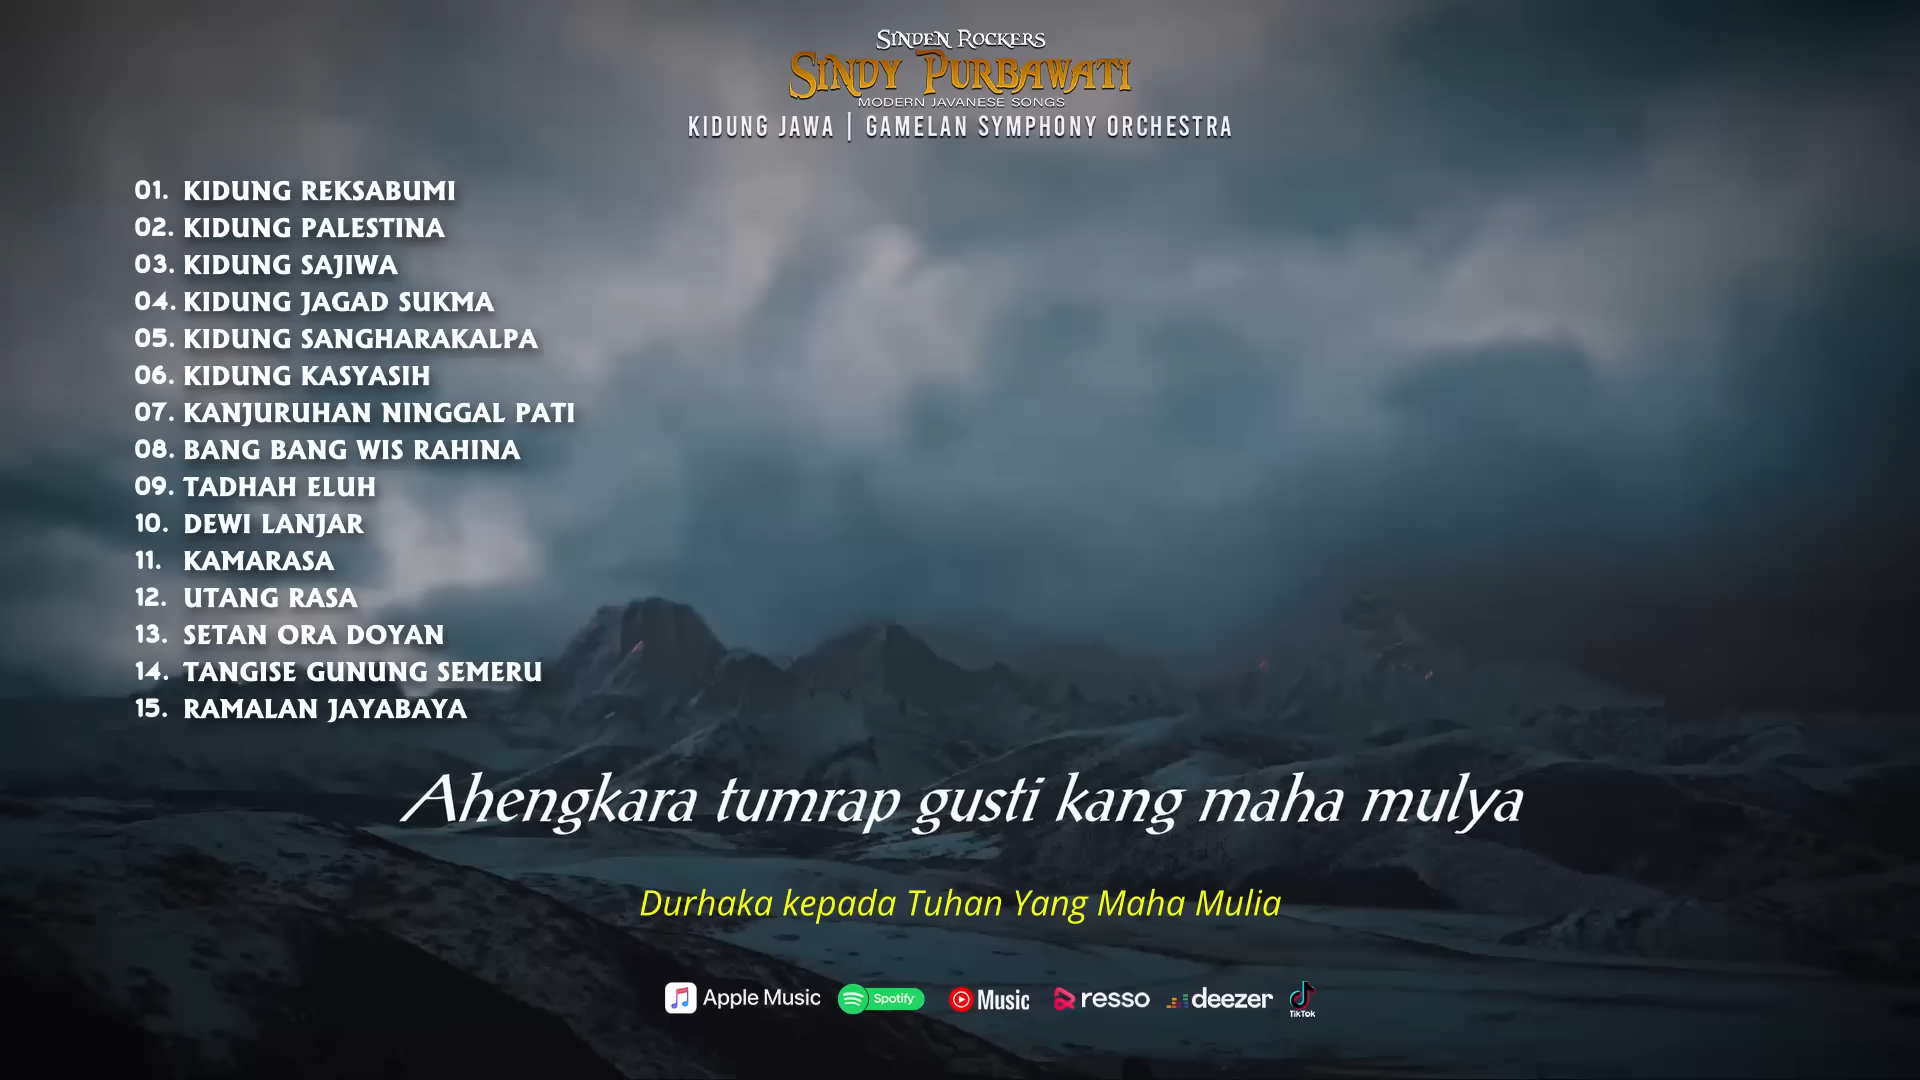 SINDEN ROCKERS
SINDY PURBAWATI
MODERN JAVANESE SONGS
KIDUNG JAWA | GAMELAN SYMPHONY ORCHESTRA
01. KIDUNG REKSABUMI
02. KIDUNG PALESTINA
03. KIDUNG SAJIWA
04. KIDUNG JAGAD SUKMA
05. KIDUNG SANGHARAKALPA
06. KIDUNG KASYASIH
07. KANJURUHAN NINGGAL PATI
08. BANG BANG WIS RAHINA
09. TADHAH ELUH
10. DEWI LANJAR
11. KAMARASA
12. UTANG RASA
13. SETAN ORA DOYAN
14. TANGISE GUNUNG SEMERU
15. RAMALAN JAYABAYA
Ahengkara tumrap gusti kang maha mulya
Durhaka kepada Tuhan Yang Maha Mulia
Apple Music Spotify Music resso deezer TikTok